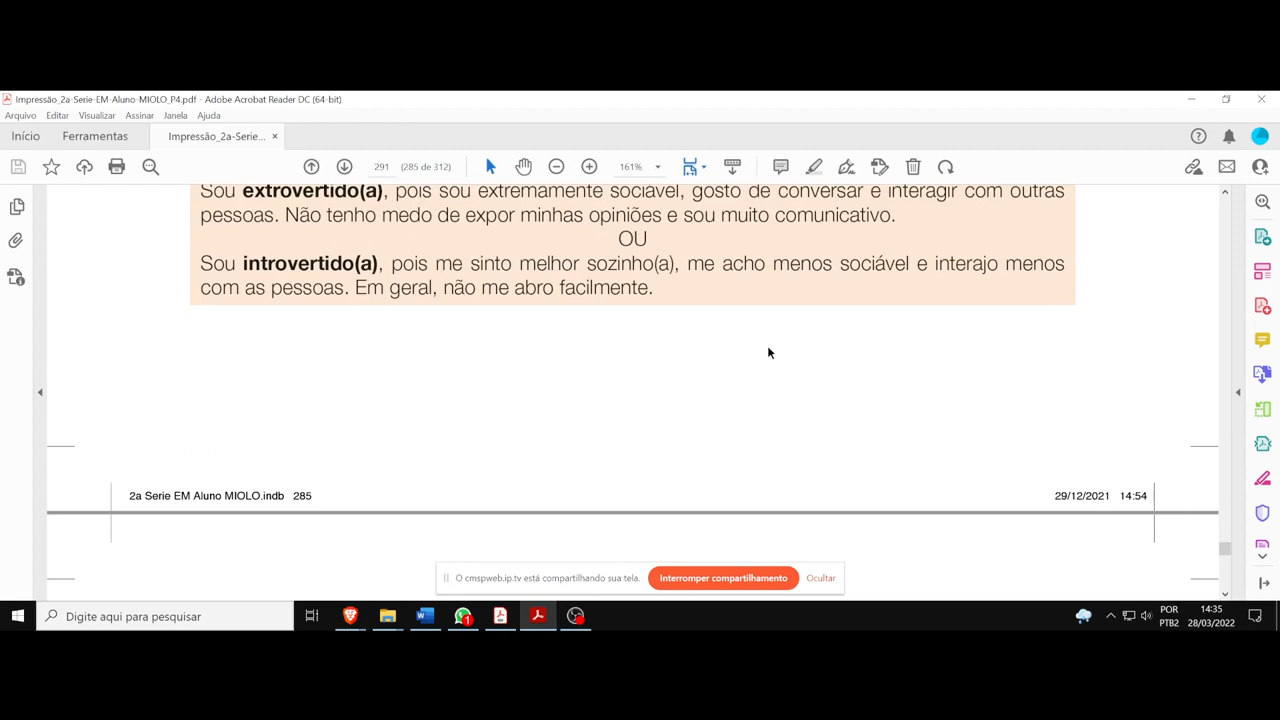 Impressão_2a-Serie-EM-Aluno-MIOLO_P4.pdf - Adobe Acrobat Reader DC (64-bit)
Arquivo Editar Visualizar Assinar Janela Ajuda
Início Ferramentas Impressão_2a-Serie... ×
291 (285 de 312) 161%
Sou extrovertido(a), pois sou extremamente sociável, gosto de conversar e interagir com outras
pessoas. Não tenho medo de expor minhas opiniões e sou muito comunicativo.
OU
Sou introvertido(a), pois me sinto melhor sozinho(a), me acho menos sociável e interajo menos
com as pessoas. Em geral, não me abro facilmente.
2a Serie EM Aluno MIOLO.indb 285 29/12/2021 14:54
O cmspweb.ip.tv está compartilhando sua tela. Interromper compartilhamento Ocultar
Digite aqui para pesquisar
1
POR 14:35
PTB2 28/03/2022